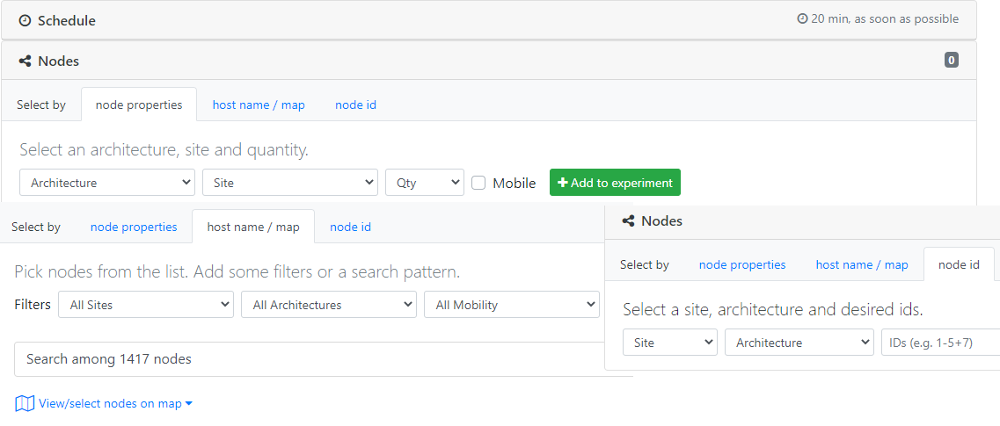 Schedule
20 min, as soon as possible
Nodes
0
Select by node properties host name / map node id
Select an architecture, site and quantity.
Architecture Site Qty Mobile Add to experiment
Select by node properties host name / map node id
Pick nodes from the list. Add some filters or a search pattern.
Filters All Sites All Architectures All Mobility
Search among 1417 nodes
View/select nodes on map
Nodes
Select by node properties host name / map node id
Select a site, architecture and desired ids.
Site Architecture IDs (e.g. 1-5+7)